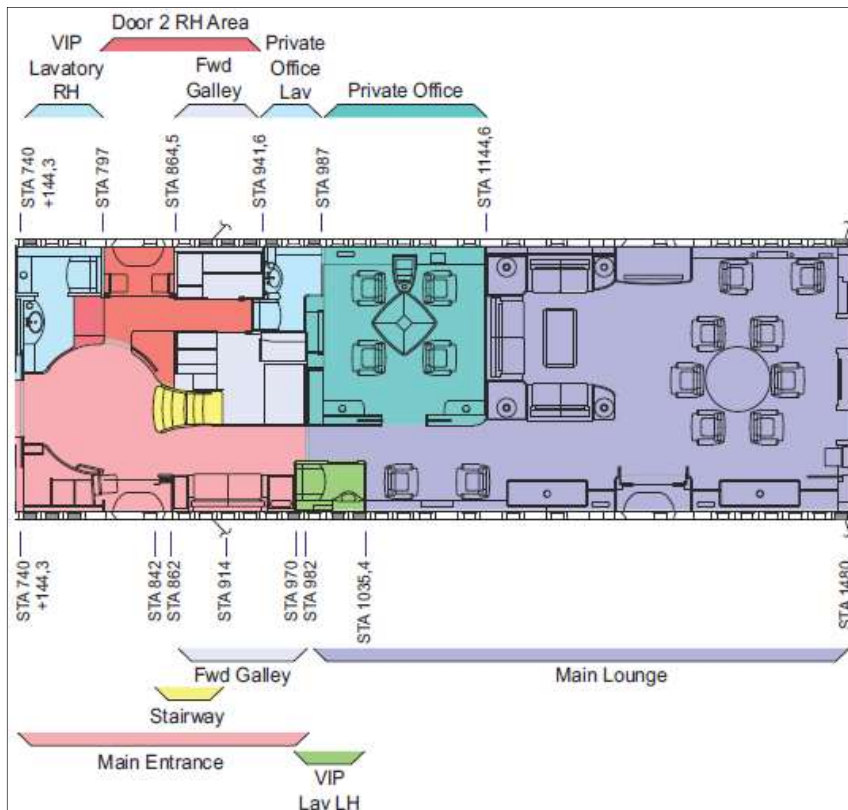 Door 2 RH Area
VIP
Lavatory
RH
Fwd
Galley
Private
Office
Lav
Private Office
STA 740
+144,3
STA 797
STA 864,5
STA 941,6
STA 987
STA 1144,6
STA 740
+144,3
STA 842
STA 862
STA 914
STA 970
STA 982
STA 1035,4
STA 1480
Fwd Galley
Main Lounge
Stairway
Main Entrance
VIP
Lav LH